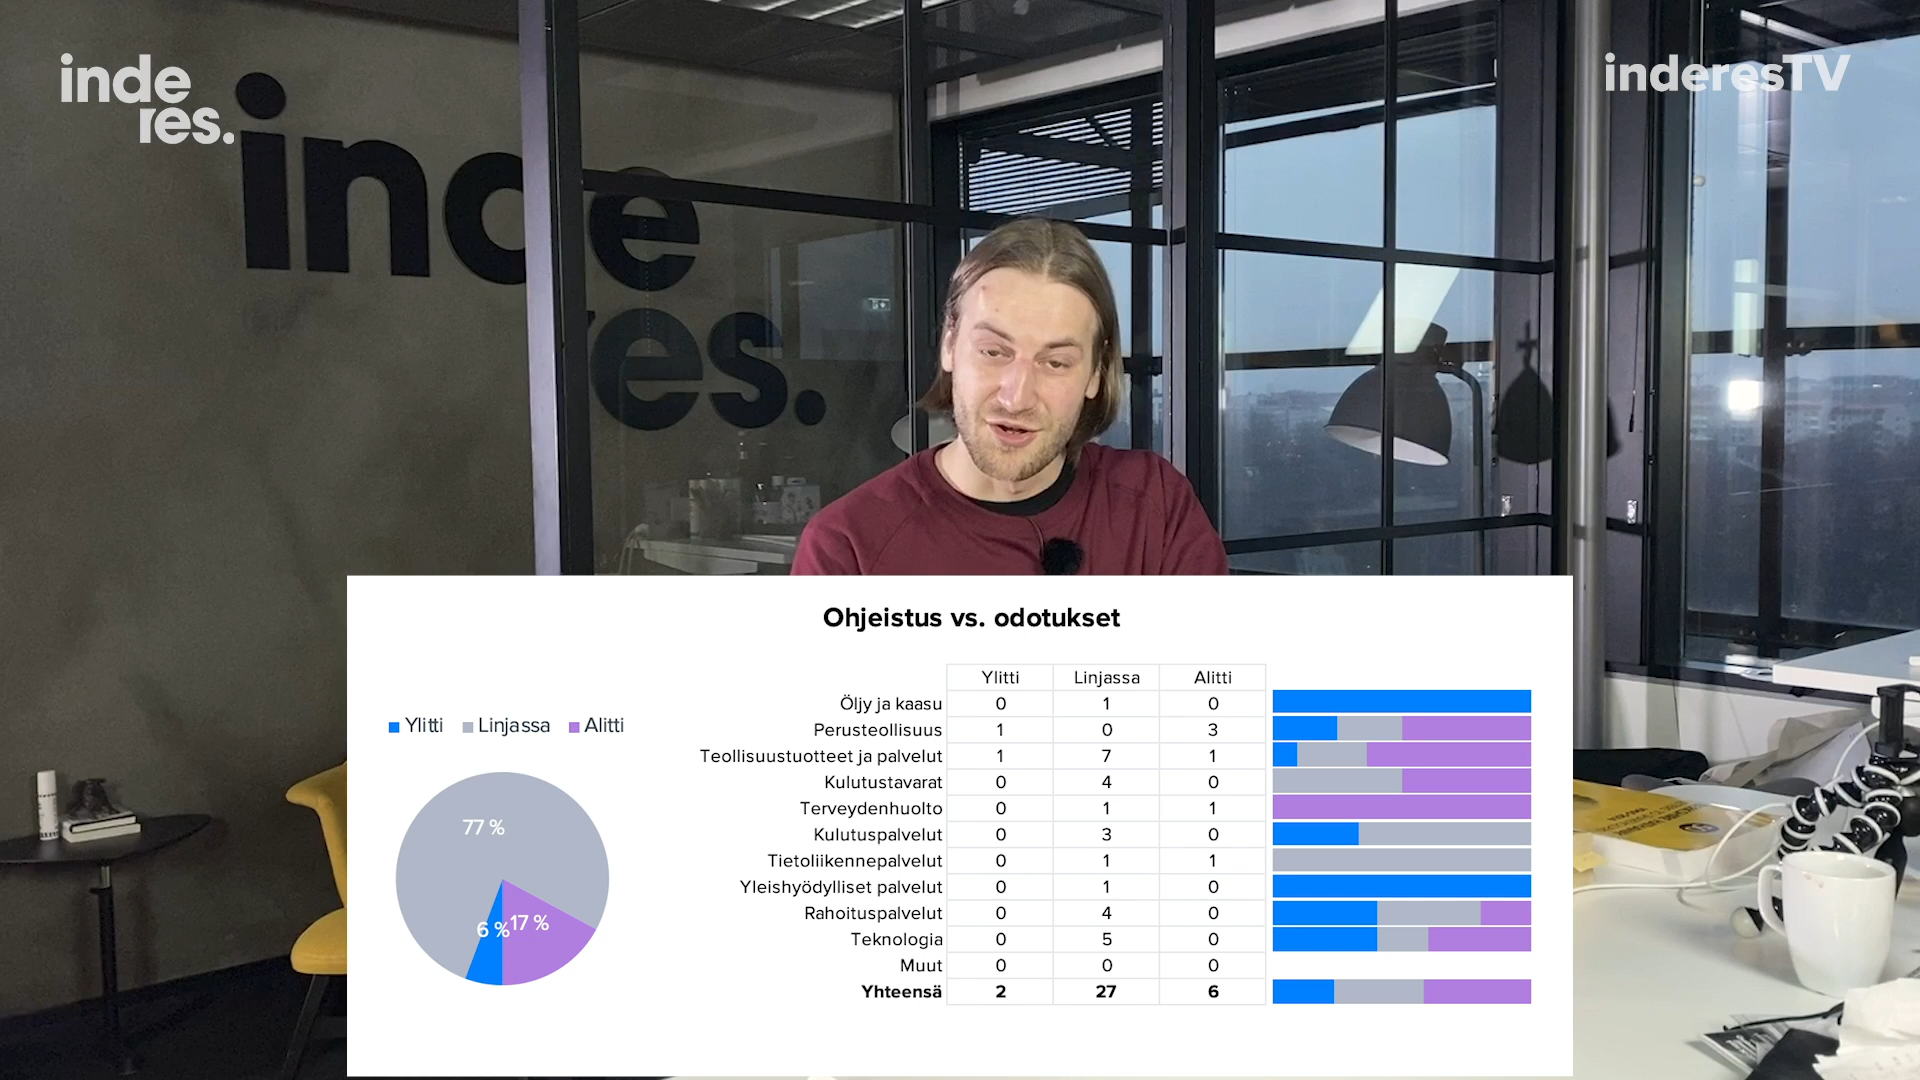 inde
res.
inderesTV
inde
res.
Ohjeistus vs. odotukset
Ylitti Linjassa Alitti
77 %
6 %
17 %
Ylitti Linjassa Alitti
Öljy ja kaasu 0 1 0
Perusteollisuus 1 0 3
Teollisuustuotteet ja palvelut 1 7 1
Kulutustavarat 0 4 0
Terveydenhuolto 0 1 1
Kulutuspalvelut 0 3 0
Tietoliikennepalvelut 0 1 1
Yleishyödylliset palvelut 0 1 0
Rahoituspalvelut 0 4 0
Teknologia 0 5 0
Muut 0 0 0
Yhteensä 2 27 6